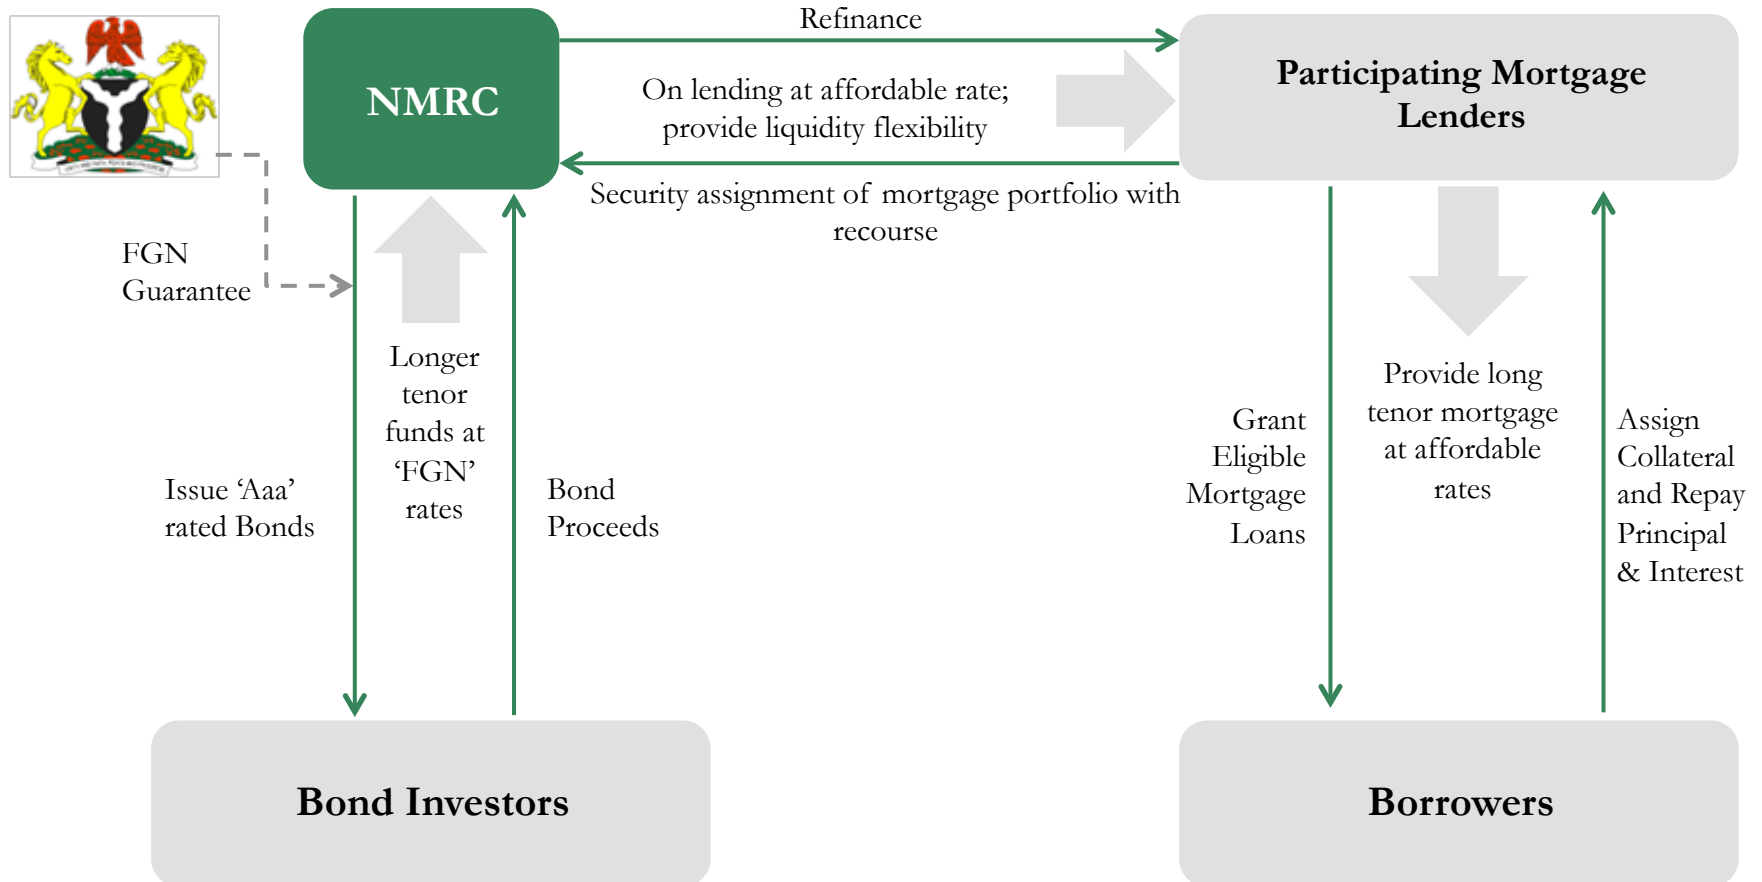 Refinance
NMRC
On lending at affordable rate;
provide liquidity flexibility
Participating Mortgage
Lenders
Security assignment of mortgage portfolio with
recourse
FGN
Guarantee
Longer
tenor
funds at
‘FGN’
rates
Issue ‘Aaa’
rated Bonds
Bond
Proceeds
Grant
Eligible
Mortgage
Loans
Provide long
tenor mortgage
at affordable
rates
Assign
Collateral
and Repay
Principal
& Interest
Bond Investors
Borrowers